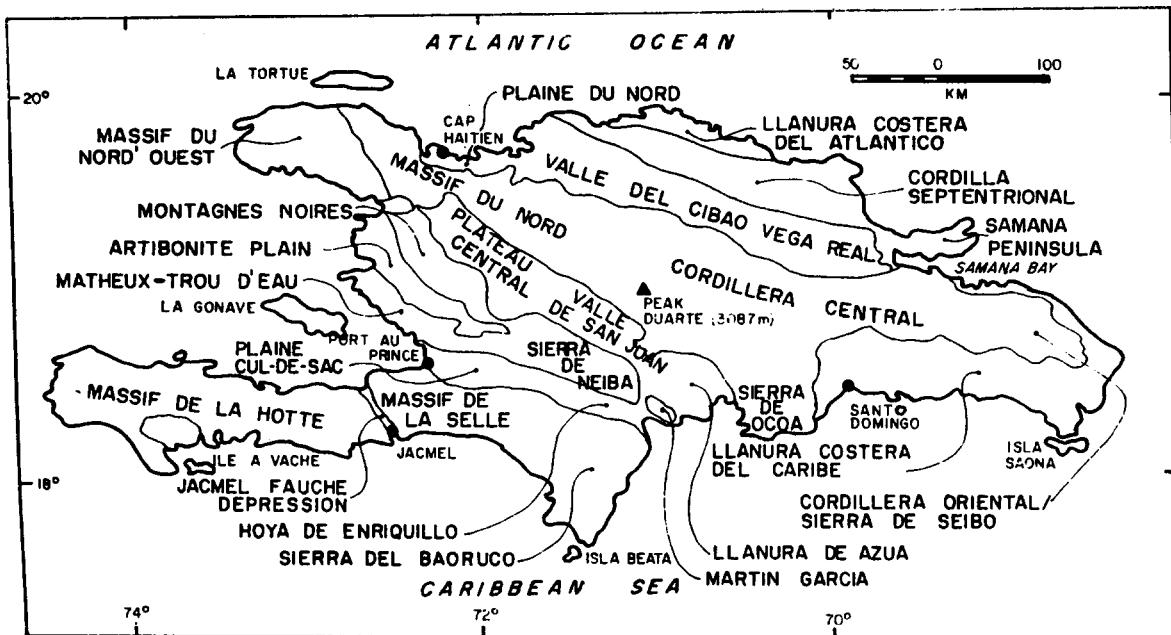 ATLANTIC OCEAN
LA TORTUE
50 0 100
KM
20°
PLAINE DU NORD
CAP
HAITIEN
MASSIF DU
NORD'OUEST
LLANURA COSTERA
DEL ATLANTICO
MASSIF DU NORD
VALLE DEL CIBAO VEGA REAL
CORDILLA
SEPTENTRIONAL
MONTAGNES NOIRES
SAMANA
PENINSULA
SAMANA BAY
ARTIBONITE PLAIN
PLATEAU
CENTRAL
MATHEUX-TROU D'EAU
CORDILLERA
CENTRAL
LA GONAVE
VALLE
DE SAN JUAN
PEAK
DUARTE (3087m)
PORT AU
PRINCE
PLAINE
CUL-DE-SAC
SIERRA
DE
NEIBA
MASSIF DE LA HOTTE
MASSIF DE
LA SELLE
SIERRA
DE
OCOA
SANTO
DOMINGO
ILE A VACHE
JACMEL
LLANURA COSTERA
DEL CARIBE
ISLA
SAONA
18°
JACMEL FAUCHE
DEPRESSION
CORDILLERA ORIENTAL/
SIERRA DE SEIBO
HOYA DE ENRIQUILLO
SIERRA DEL BAORUCO
ISLA BEATA
LLANURA DE AZUA
MARTIN GARCIA
CARIBBEAN SEA
74° 72° 70°